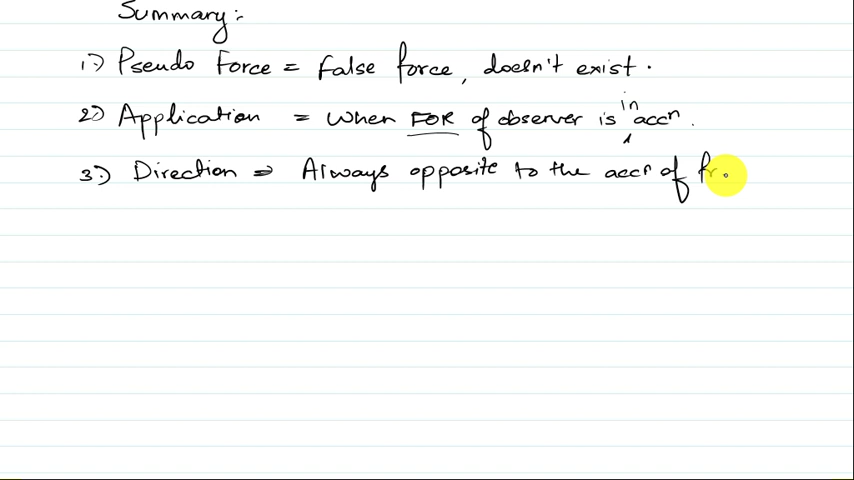 Summary:
1.) Pseudo Force = False force, doesn't exist.
2.) Application = When FOR of observer is in accn.
3.) Direction => Always opposite to the accn of fr